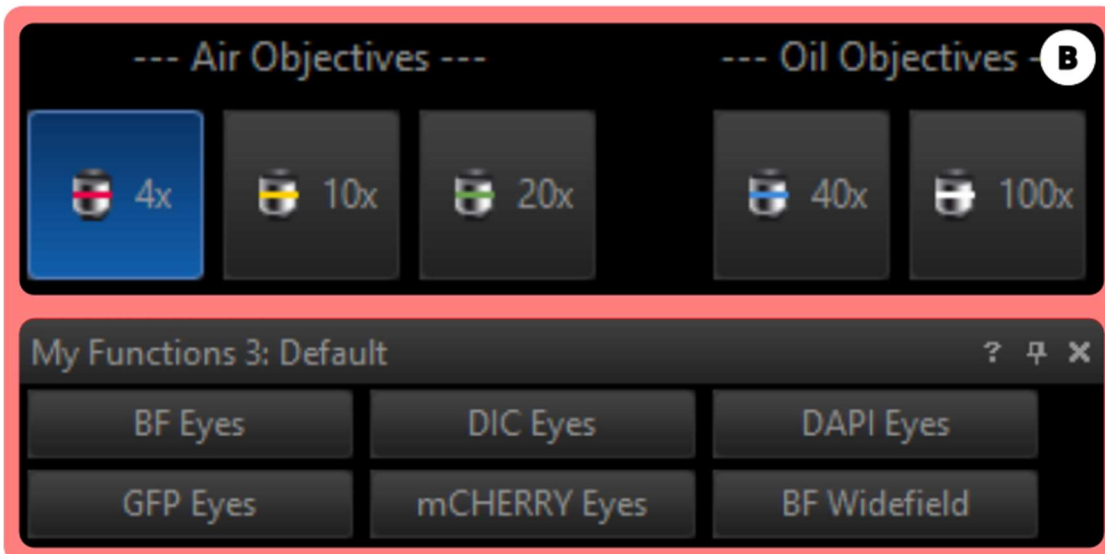 --- Air Objectives --- --- Oil Objectives -
B
4x 10x 20x 40x 100x
My Functions 3: Default ?
BF Eyes DIC Eyes DAPI Eyes
GFP Eyes mCHERRY Eyes BF Widefield